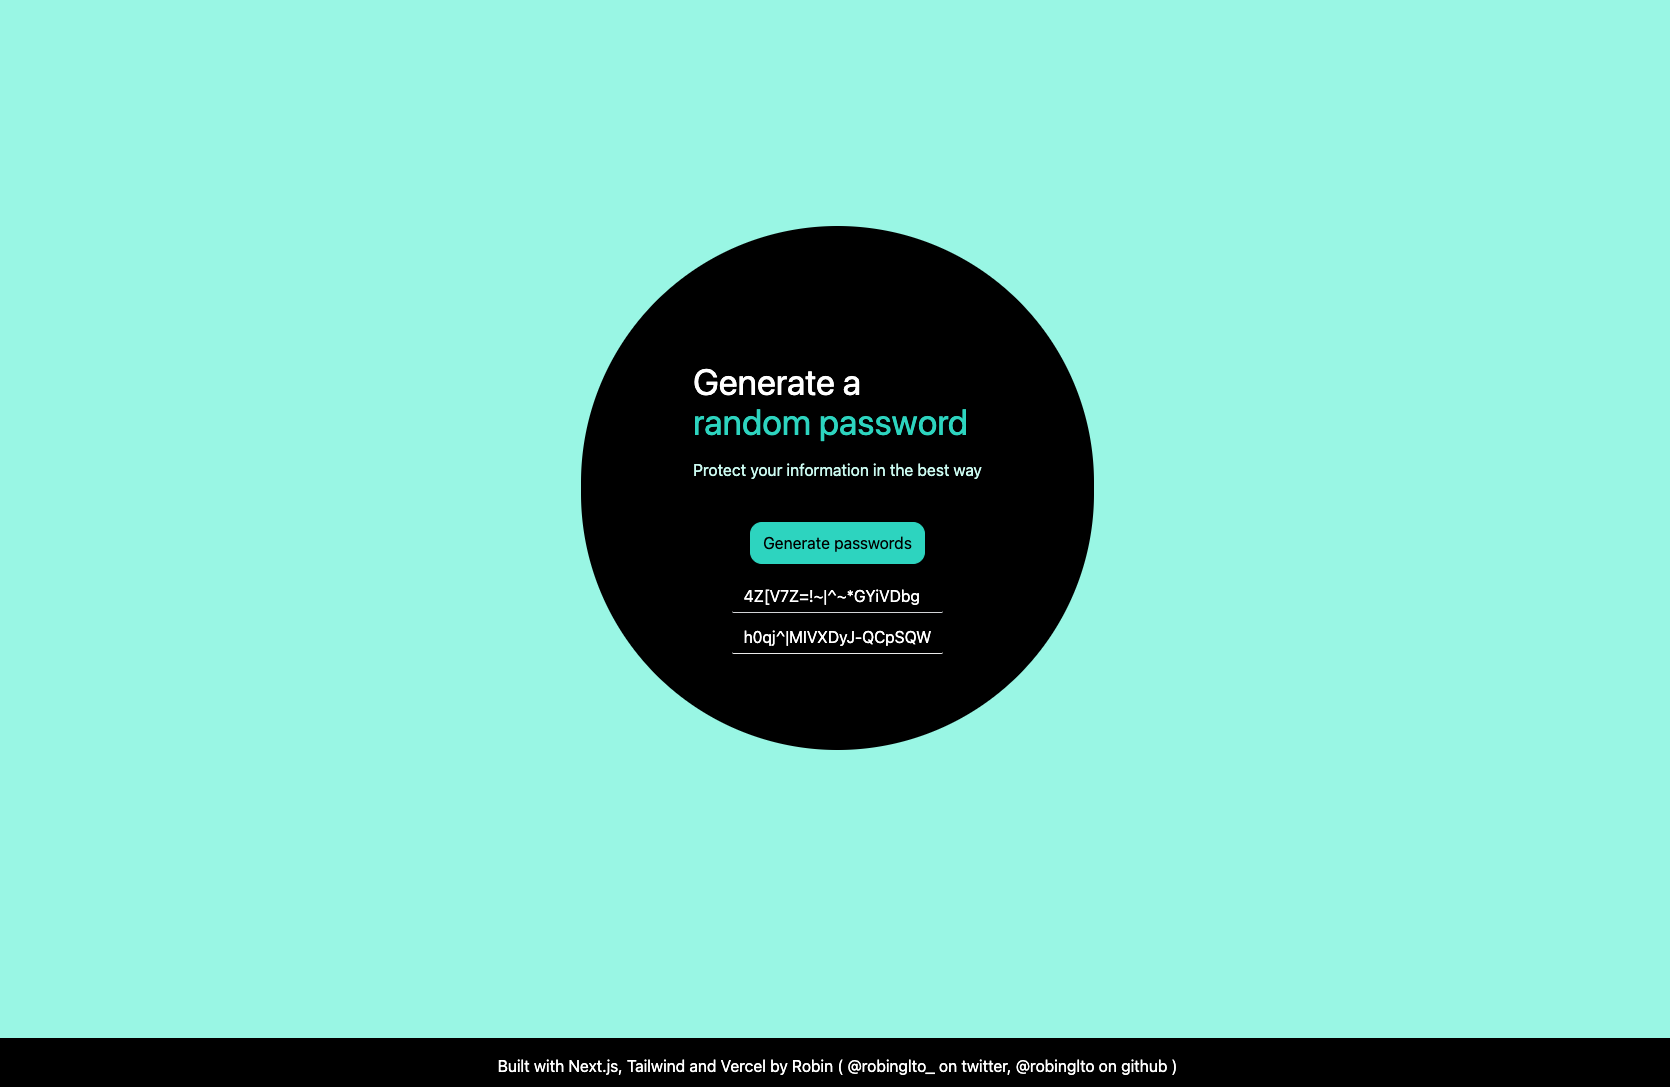 Generate a
random password
Protect your information in the best way
Generate passwords
4Z[V7Z=!~|^~*GYiVDbg
h0qj^|MlVXDyJ-QCpSQW
Built with Next.js, Tailwind and Vercel by Robin ( @robinglto_ on twitter, @robinglto on github )